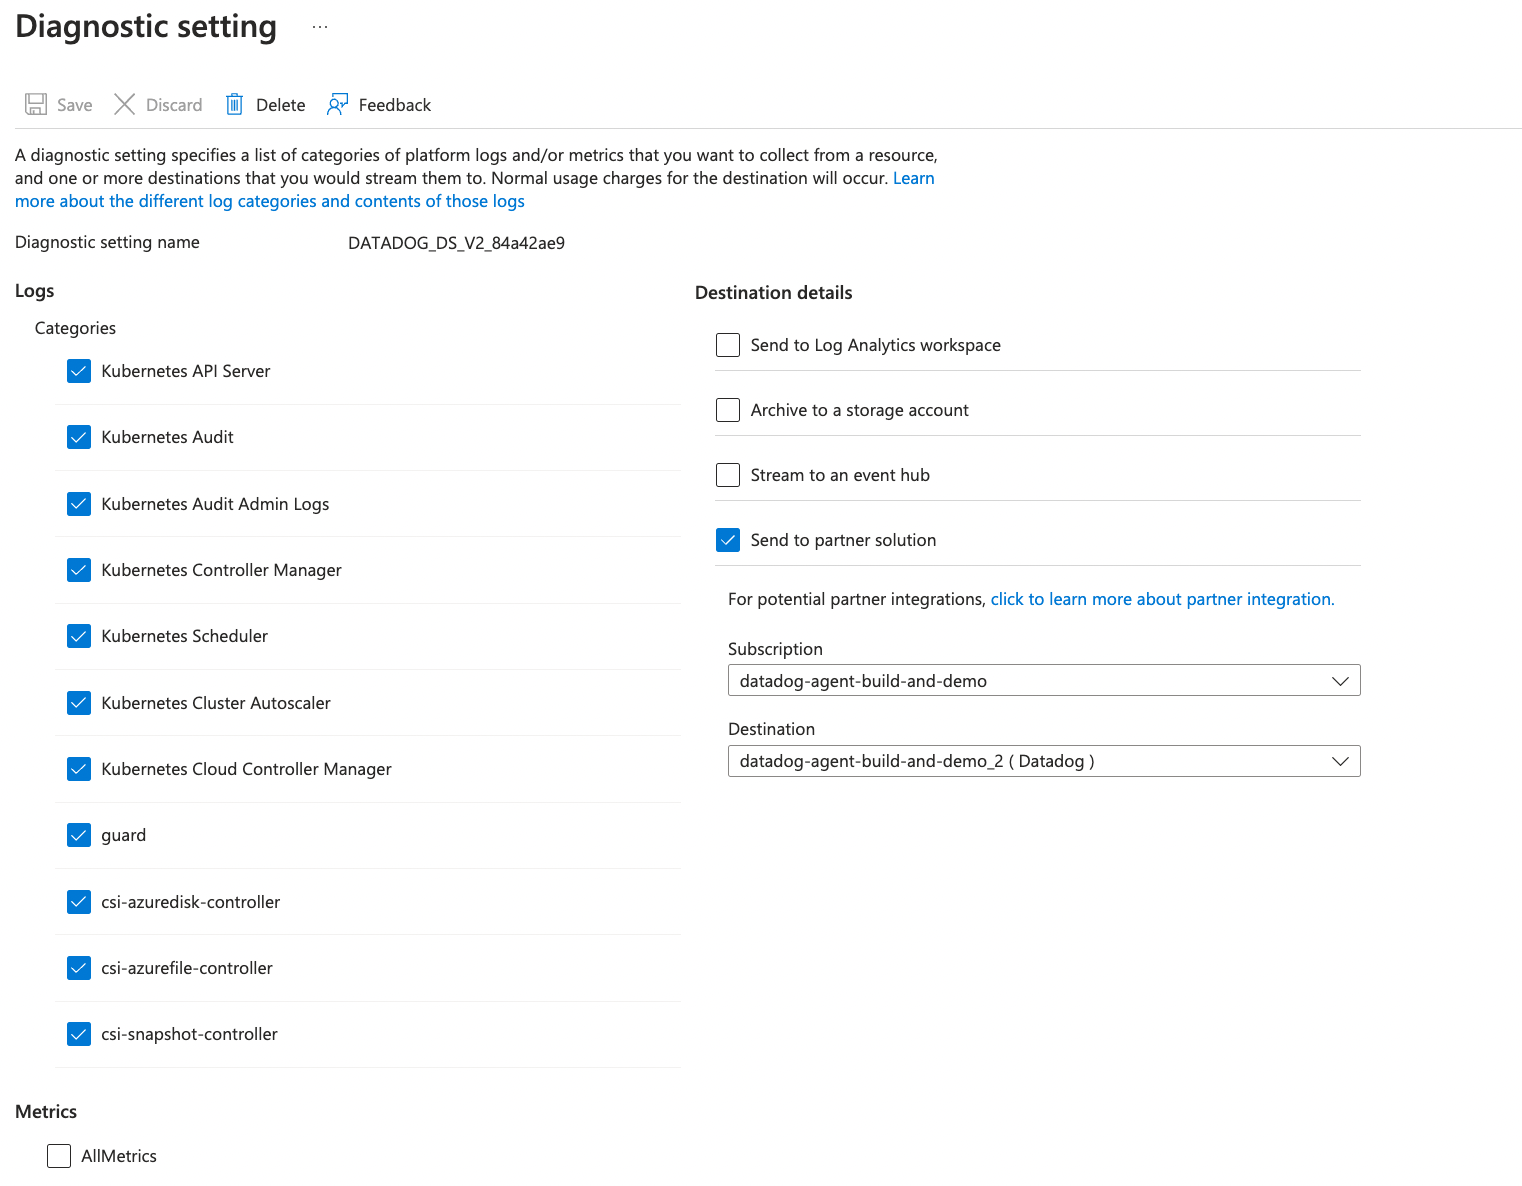 Diagnostic setting ...
Save Discard Delete Feedback
A diagnostic setting specifies a list of categories of platform logs and/or metrics that you want to collect from a resource,
and one or more destinations that you would stream them to. Normal usage charges for the destination will occur. Learn
more about the different log categories and contents of those logs
Diagnostic setting name DATADOG_DS_V2_84a42ae9
Logs
Categories
Kubernetes API Server
Kubernetes Audit
Kubernetes Audit Admin Logs
Kubernetes Controller Manager
Kubernetes Scheduler
Kubernetes Cluster Autoscaler
Kubernetes Cloud Controller Manager
guard
csi-azuredisk-controller
csi-azurefile-controller
csi-snapshot-controller
Metrics
AllMetrics
Destination details
Send to Log Analytics workspace
Archive to a storage account
Stream to an event hub
Send to partner solution
For potential partner integrations, click to learn more about partner integration.
Subscription
datadog-agent-build-and-demo
Destination
datadog-agent-build-and-demo_2 ( Datadog )